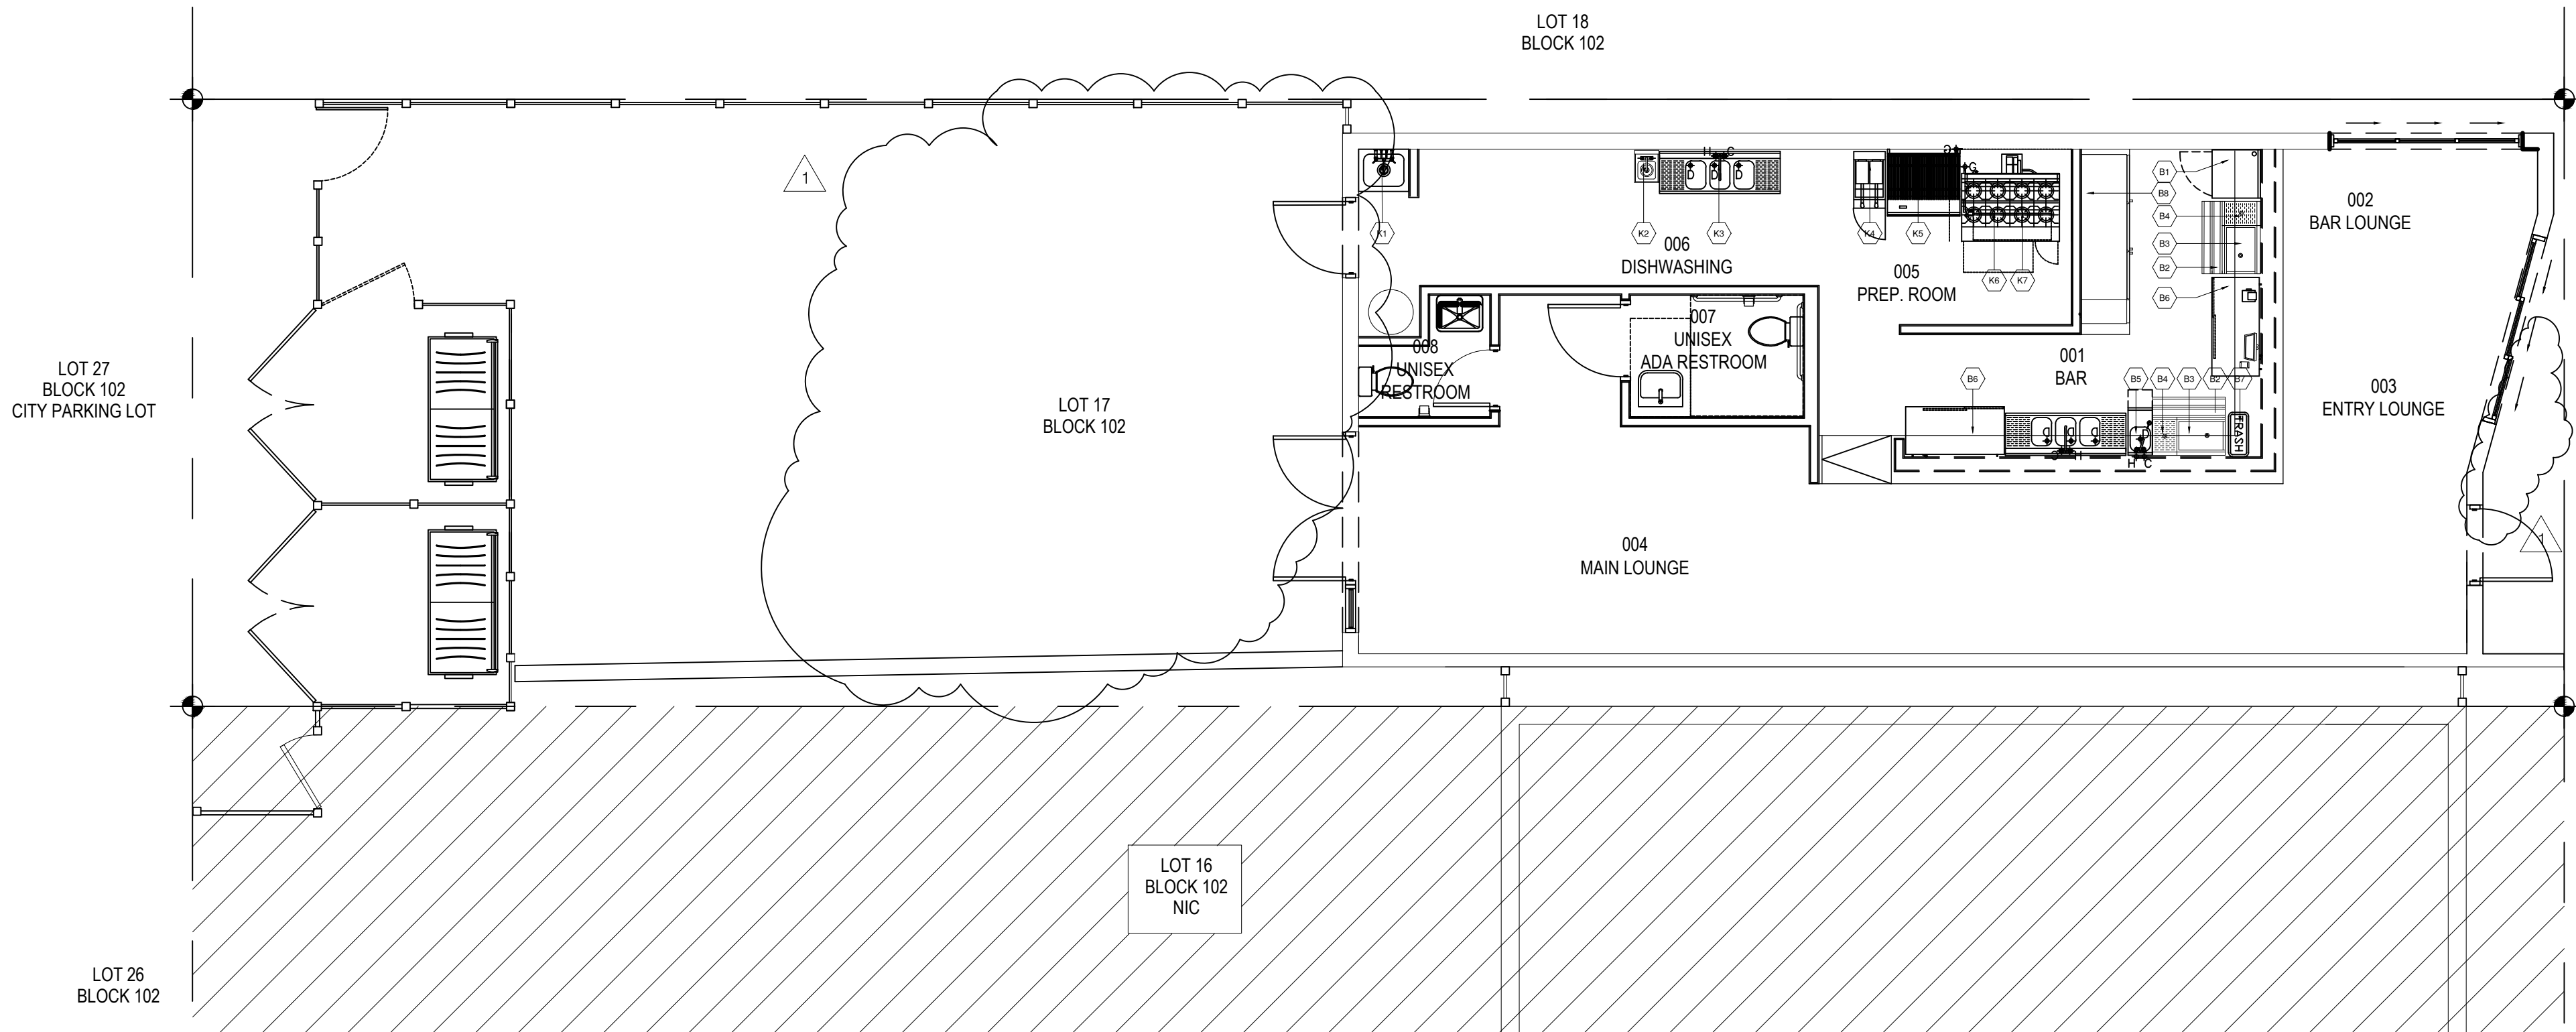 LOT 18
BLOCK 102
1
LOT 27
BLOCK 102
CITY PARKING LOT
LOT 17
BLOCK 102
H C
D D D
C
G
K1
K2
K3
K4
K5
K6
K7
006
DISHWASHING
005
PREP. ROOM
007
UNISEX
ADA RESTROOM
008
UNISEX
RESTROOM
B1
B8
B4
B3
B2
B6
002
BAR LOUNGE
001
BAR
003
ENTRY LOUNGE
B6
B5
B4
B3
B2
B7
TRASH
D D D
C H
H C
004
MAIN LOUNGE
1
LOT 16
BLOCK 102
NIC
LOT 26
BLOCK 102